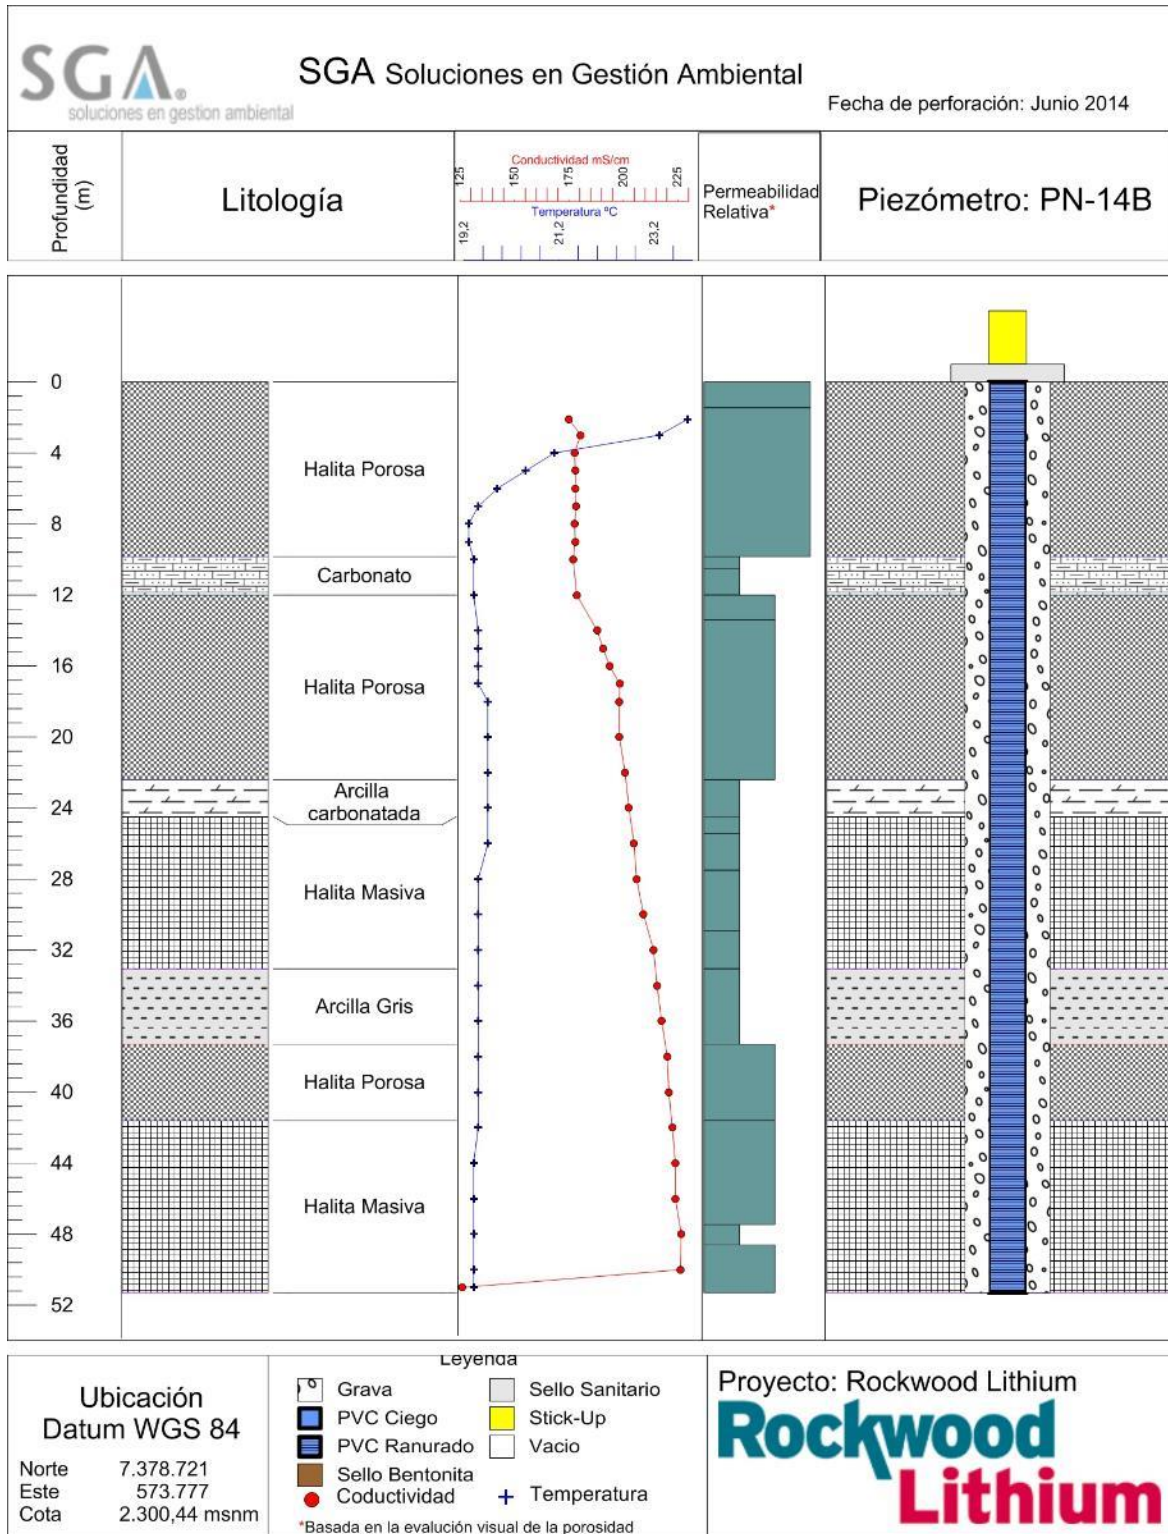 SGA®
soluciones en gestion ambiental
SGA Soluciones en Gestión Ambiental
Fecha de perforación: Junio 2014
Profundidad
(m)
Litología
Conductividad mS/cm
125 150 175 200 225
Temperatura ºC
19,2 21,2 23,2
Permeabilidad
Relativa*
Piezómetro: PN-14B
0
4
Halita Porosa
8
Carbonato
12
16
Halita Porosa
20
Arcilla
carbonatada
24
28
Halita Masiva
32
Arcilla Gris
36
Halita Porosa
40
44
Halita Masiva
48
52
Ubicación
Datum WGS 84
Norte 7.378.721
Este 573.777
Cota 2.300,44 msnm
Leyenda
Grava
Sello Sanitario
PVC Ciego
Stick-Up
PVC Ranurado
Vacio
Sello Bentonita
Coductividad
Temperatura
*Basada en la evalución visual de la porosidad
Proyecto: Rockwood Lithium
Rockwood
Lithium